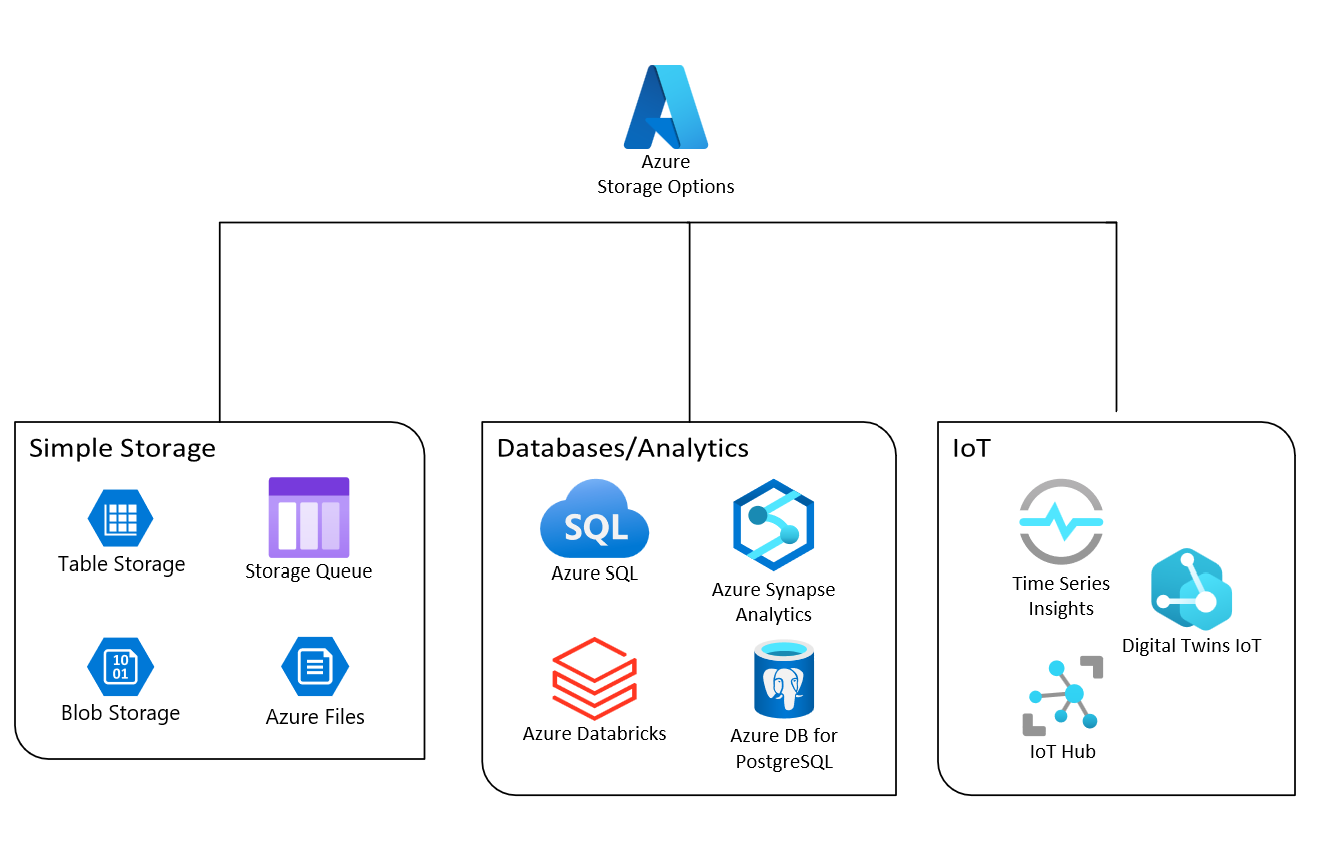 Azure
Storage Options
Simple Storage
Table Storage
Storage Queue
10
01
Blob Storage
Azure Files
Databases/Analytics
SQL
Azure SQL
Azure Synapse
Analytics
Azure Databricks
Azure DB for
PostgreSQL
IoT
Time Series
Insights
Digital Twins IoT
IoT Hub